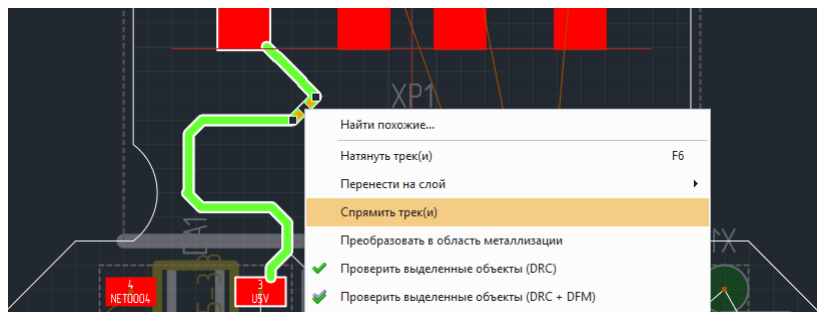 XP1
Найти похожие...
Натянуть трек(и) F6
Перенести на слой
Спрямить трек(и)
Преобразовать в область металлизации
Проверить выделенные объекты (DRC)
Проверить выделенные объекты (DRC + DFM)
DA1
4
NET0004
3
U5V